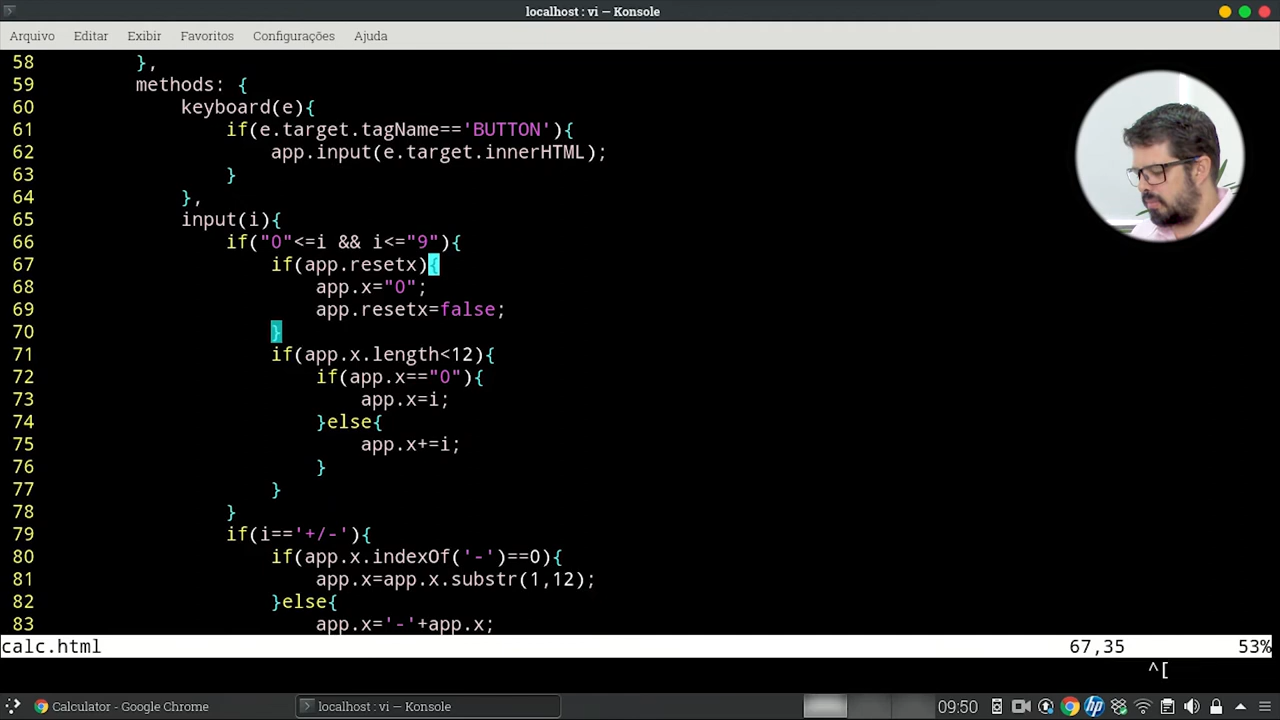 localhost : vi — Konsole
Arquivo Editar Exibir Favoritos Configurações Ajuda
58 },
59 methods: {
60 keyboard(e){
61 if(e.target.tagName=='BUTTON'){
62 app.input(e.target.innerHTML);
63 }
64 },
65 input(i){
66 if("0"<=i && i<="9"){
67 if(app.resetx){
68 app.x="0";
69 app.resetx=false;
70 }
71 if(app.x.length<12){
72 if(app.x=="0"){
73 app.x=i;
74 }else{
75 app.x+=i;
76 }
77 }
78 }
79 if(i=='+/-'){
80 if(app.x.indexOf('-')==0){
81 app.x=app.x.substr(1,12);
82 }else{
83 app.x='-'+app.x;
calc.html 67,35 53%
^[
Calculator - Google Chrome localhost : vi — Konsole 09:50